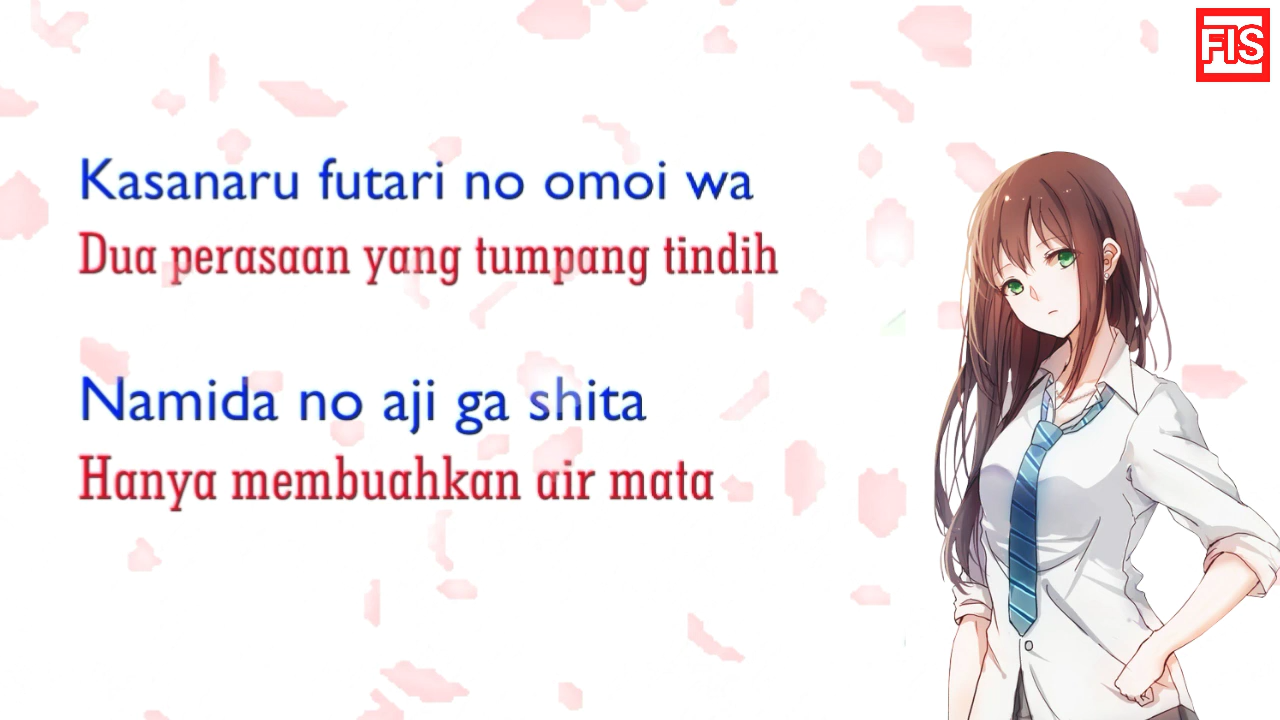 FIS
Kasanaru futari no omoi wa
Dua perasaan yang tumpang tindih
Namida no aji ga shita
Hanya membuahkan air mata